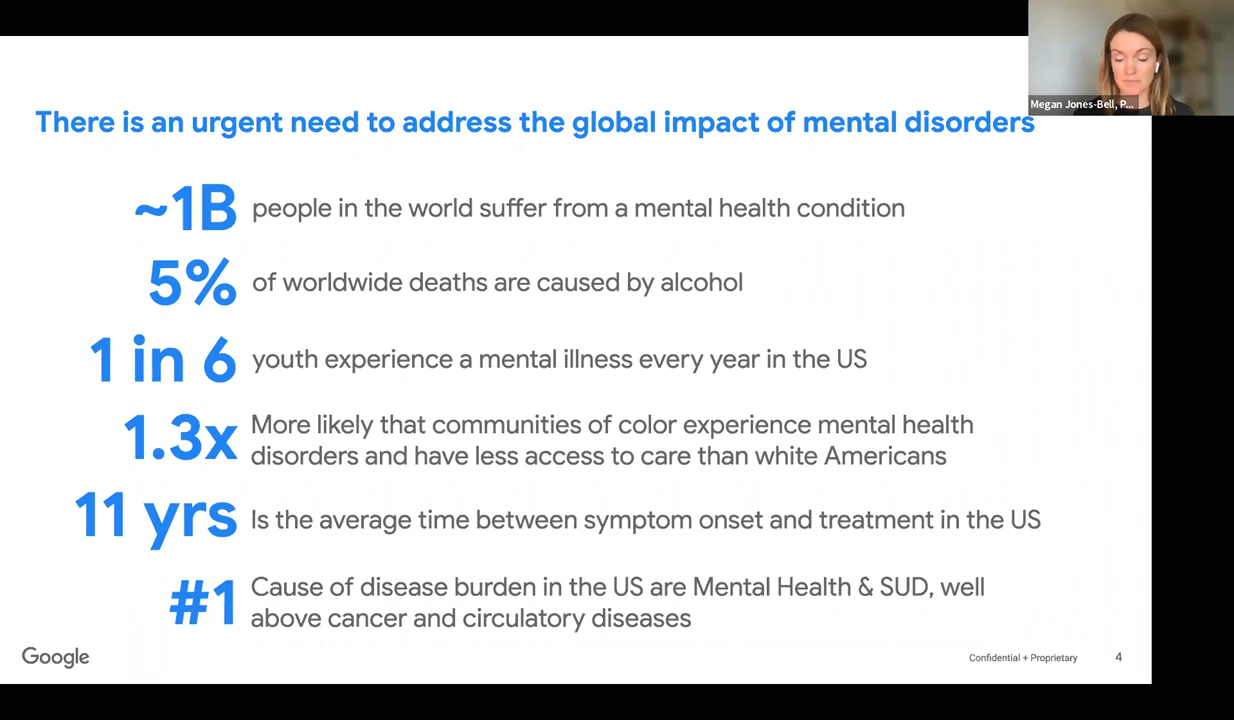 Megan Jones-Bell, P...
There is an urgent need to address the global impact of mental disorders
~1B people in the world suffer from a mental health condition
5% of worldwide deaths are caused by alcohol
1 in 6 youth experience a mental illness every year in the US
1.3x More likely that communities of color experience mental health
disorders and have less access to care than white Americans
11 yrs Is the average time between symptom onset and treatment in the US
#1 Cause of disease burden in the US are Mental Health & SUD, well
above cancer and circulatory diseases
Google
Confidential + Proprietary 4